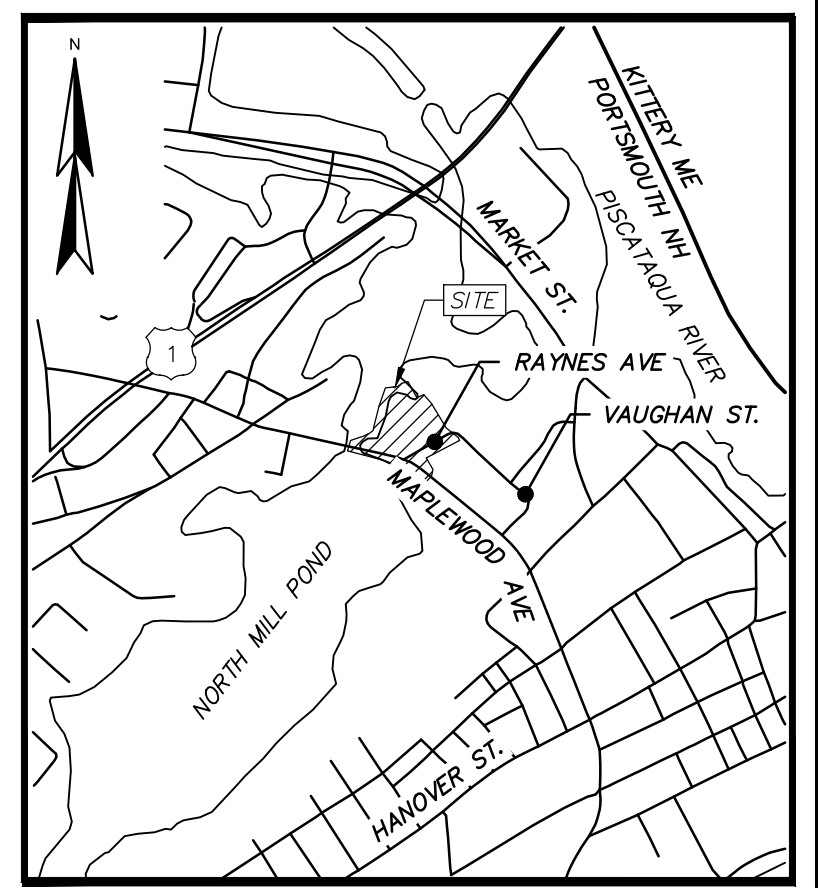 N
KITTERY ME
PORTSMOUTH NH
PISCATAQUA RIVER
MARKET ST.
SITE
1
RAYNES AVE
VAUGHAN ST.
MAPLEWOOD AVE
NORTH MILL POND
HANOVER ST.